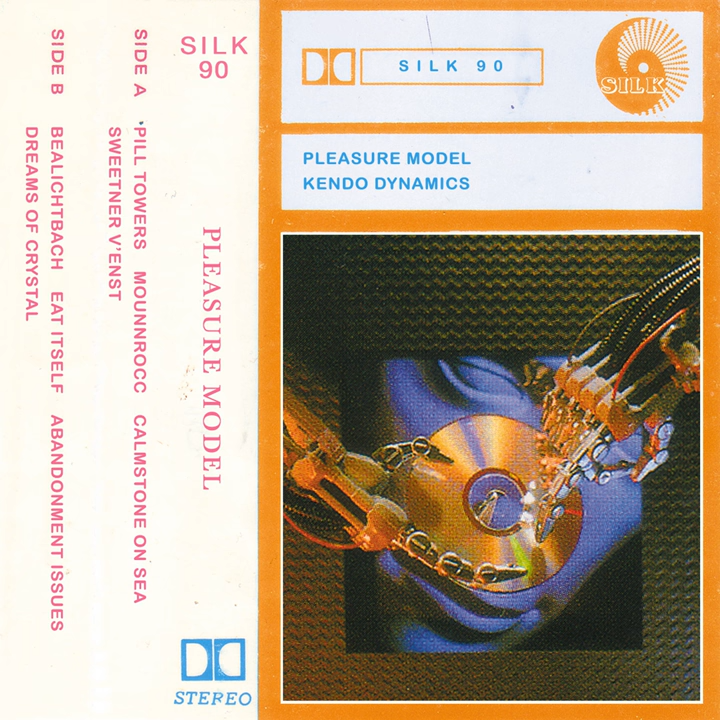 SILK
90
SIDE A
PILL TOWERS MOUNNROCC CALMSTONE ON SEA
SWEETNER V'ENST
SIDE B
BEALICHTBACH EAT ITSELF ABANDONMENT ISSUES
DREAMS OF CRYSTAL
PLEASURE MODEL
STEREO
SILK 90
SILK
PLEASURE MODEL
KENDO DYNAMICS